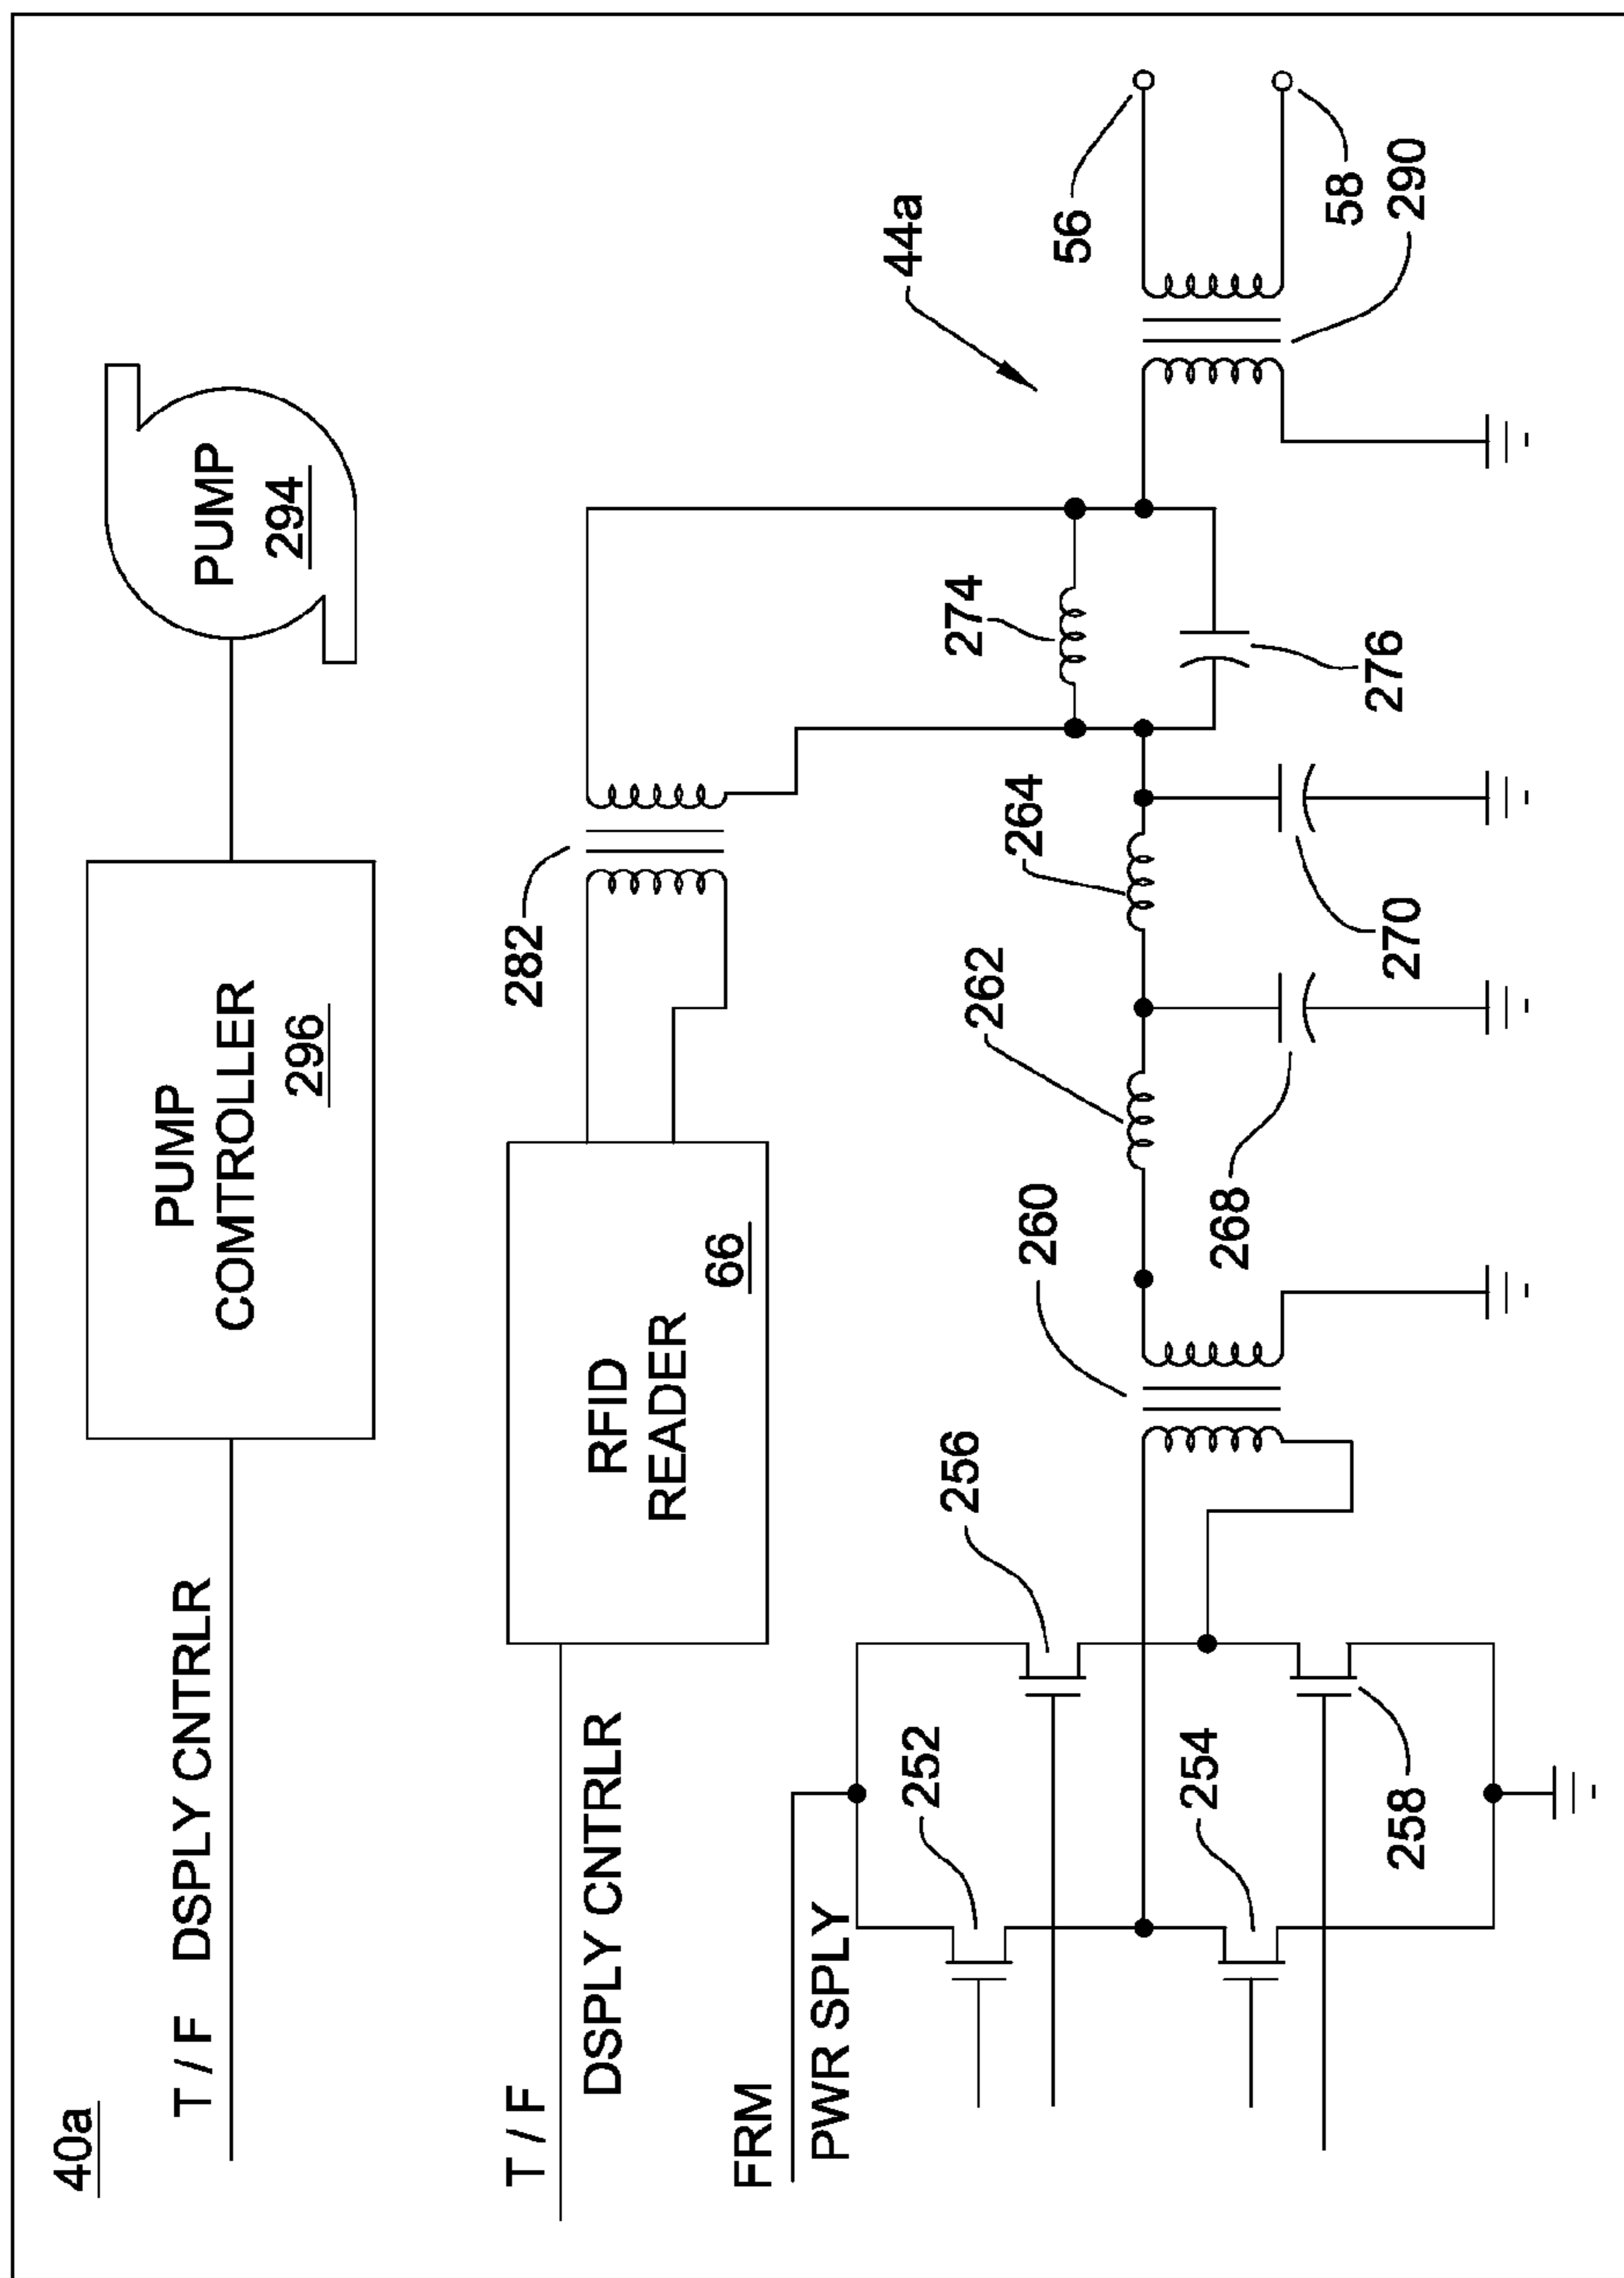 40a
T / F DSPLY CNTRLR
PUMP
COMTROLLER
296
PUMP
294
T / F
DSPLY CNTRLR
RFID
READER
66
282
44a
FRM
PWR SPLY
252
256
254
258
260
262
264
268
270
274
276
56
58
290